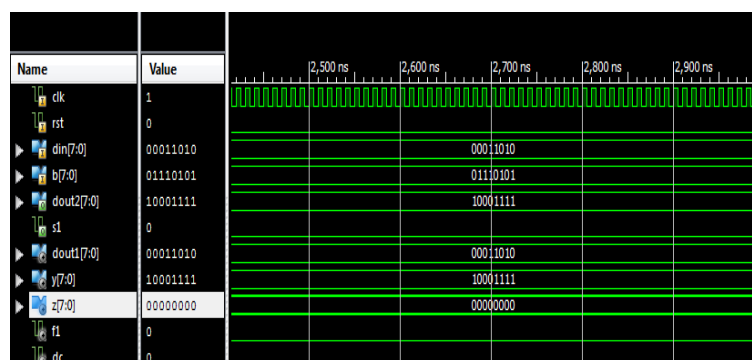 Name Value 2,500 ns 2,600 ns 2,700 ns 2,800 ns 2,900 ns
clk 1
rst 0
din[7:0] 00011010 00011010
b[7:0] 01110101 01110101
dout2[7:0] 10001111 10001111
s1 0
dout1[7:0] 00011010 00011010
y[7:0] 10001111 10001111
z[7:0] 00000000 00000000
f1 0
dc 0